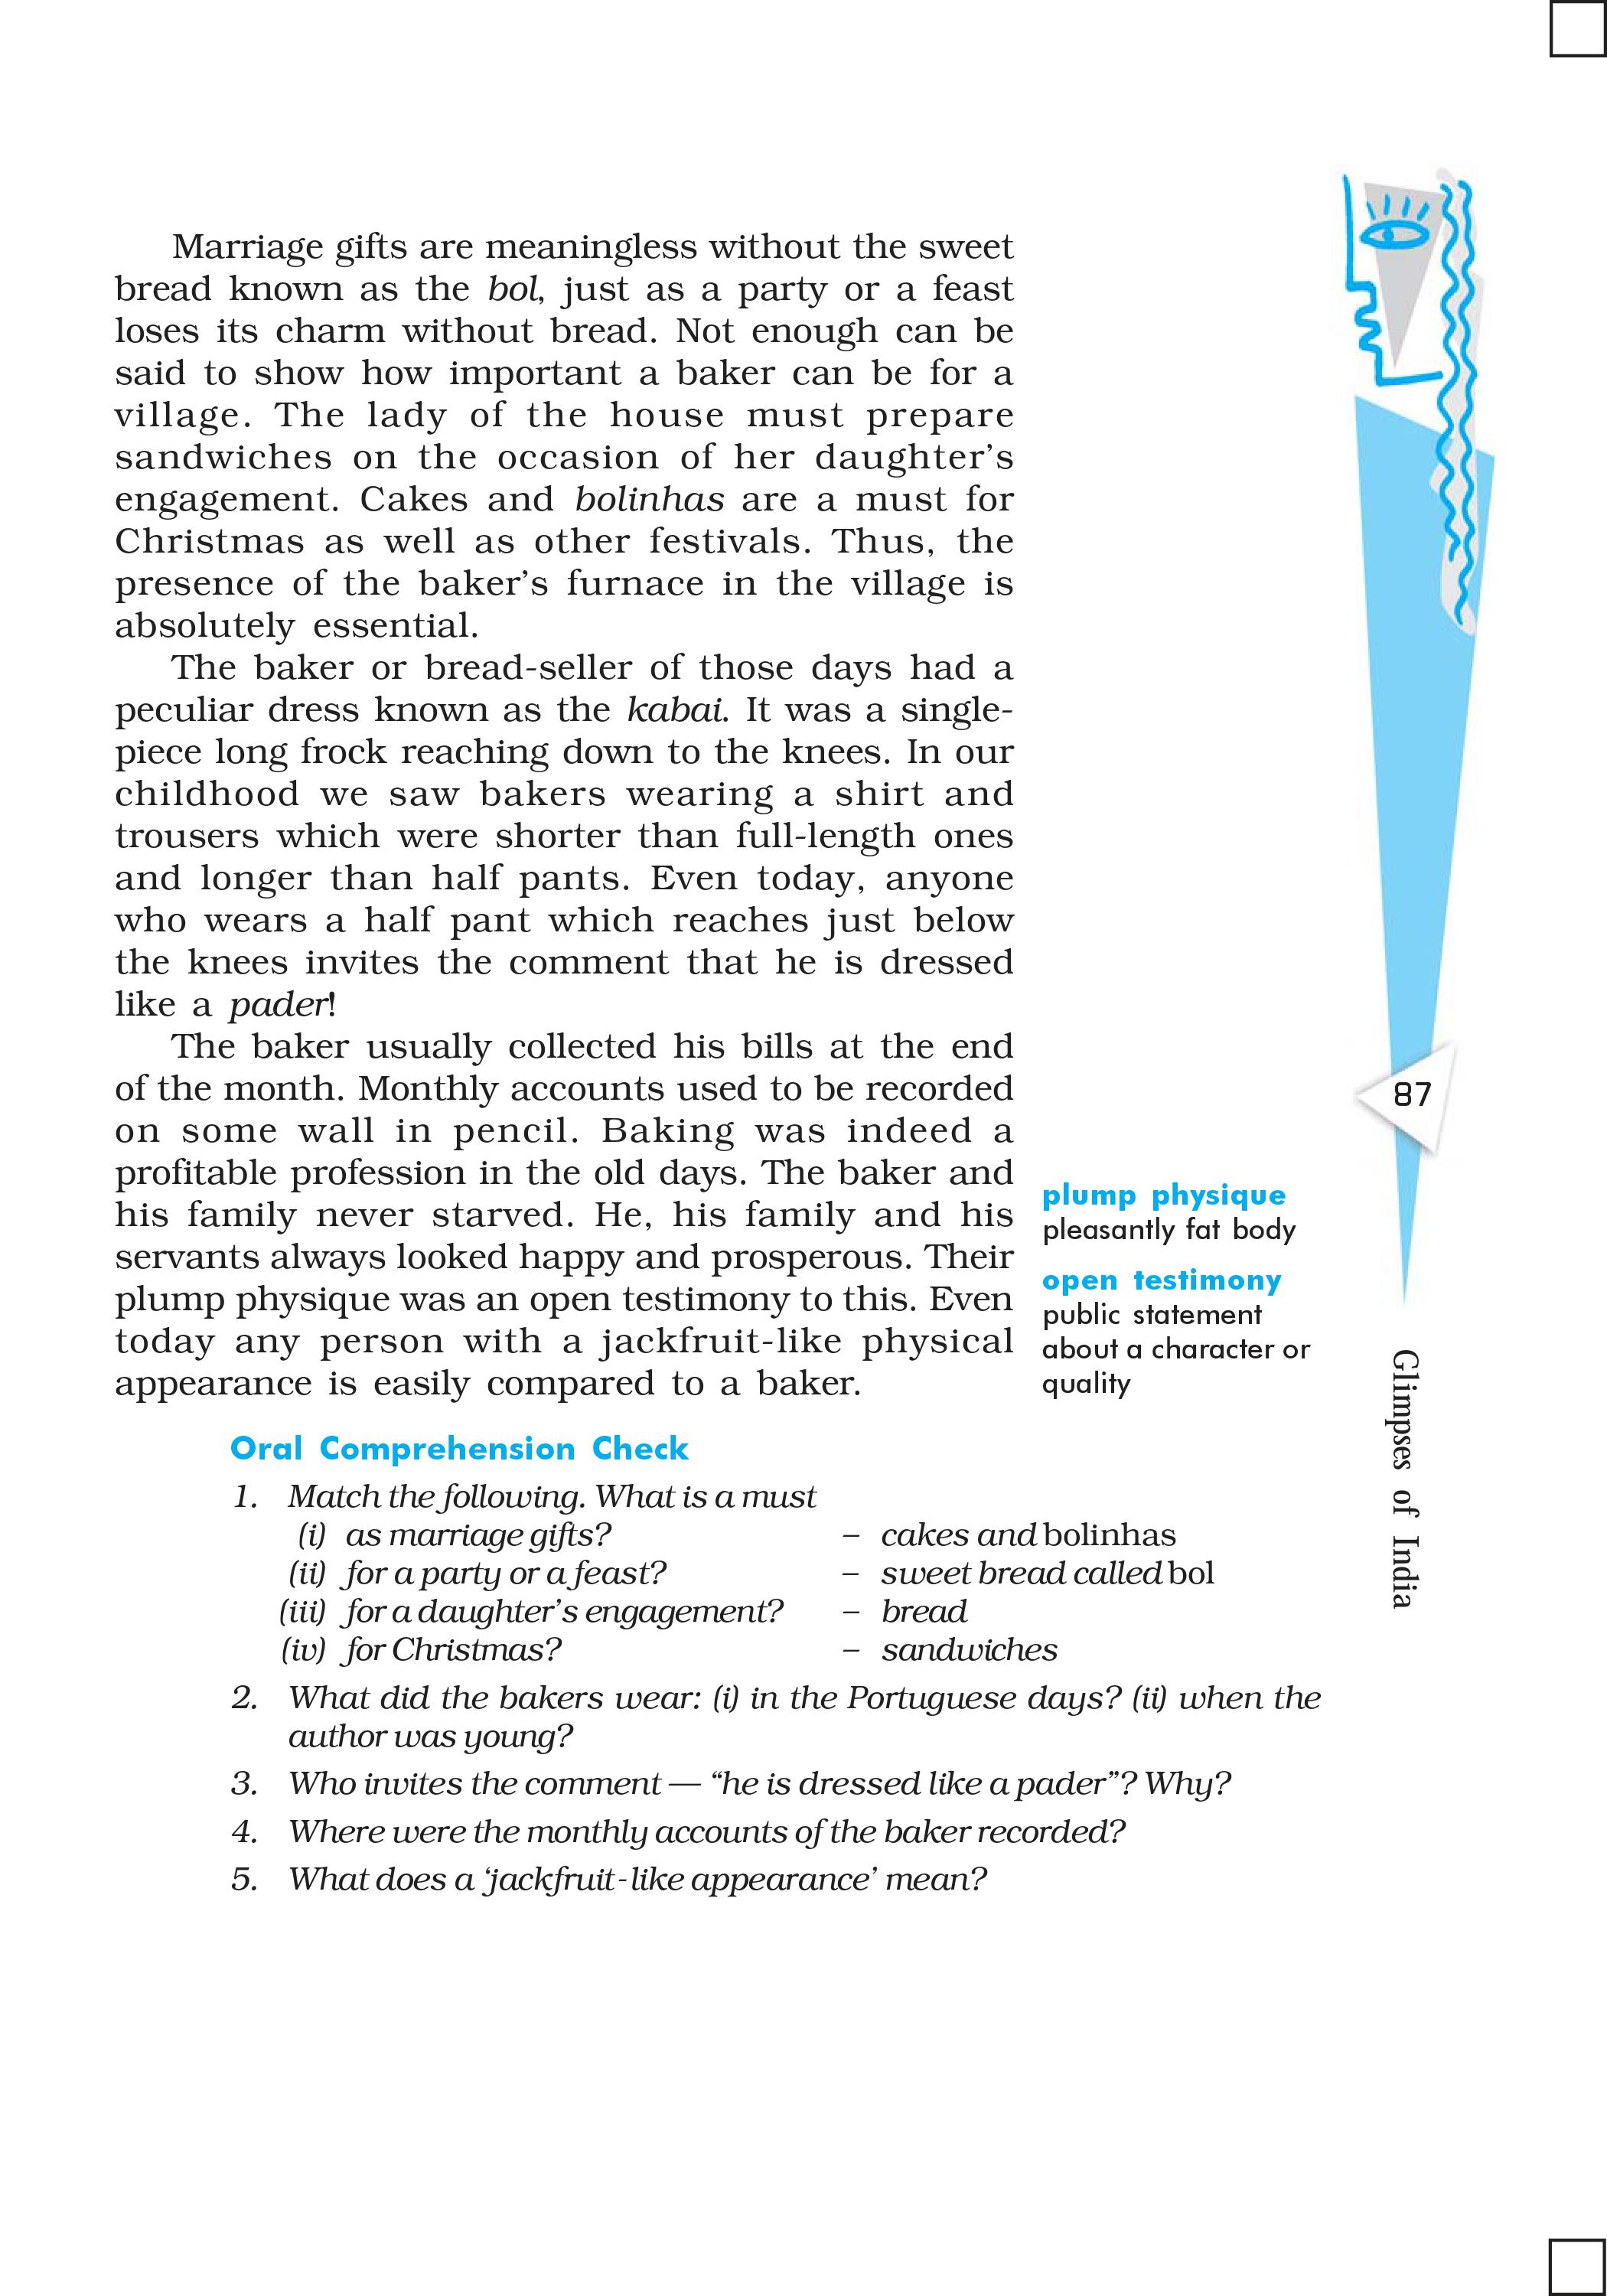 Marriage gifts are meaningless without the sweet
bread known as the bol, just as a party or a feast
loses its charm without bread. Not enough can be
said to show how important a baker can be for a
village. The lady of the house must prepare
sandwiches on the occasion of her daughter’s
engagement. Cakes and bolinhas are a must for
Christmas as well as other festivals. Thus, the
presence of the baker’s furnace in the village is
absolutely essential.
The baker or bread-seller of those days had a
peculiar dress known as the kabai. It was a single-
piece long frock reaching down to the knees. In our
childhood we saw bakers wearing a shirt and
trousers which were shorter than full-length ones
and longer than half pants. Even today, anyone
who wears a half pant which reaches just below
the knees invites the comment that he is dressed
like a pader!
The baker usually collected his bills at the end
of the month. Monthly accounts used to be recorded
on some wall in pencil. Baking was indeed a
profitable profession in the old days. The baker and
his family never starved. He, his family and his
servants always looked happy and prosperous. Their
plump physique was an open testimony to this. Even
today any person with a jackfruit-like physical
appearance is easily compared to a baker.
plump physique
pleasantly fat body
open testimony
public statement
about a character or
quality
Oral Comprehension Check
1. Match the following. What is a must
(i) as marriage gifts? – cakes and bolinhas
(ii) for a party or a feast? – sweet bread called bol
(iii) for a daughter’s engagement? – bread
(iv) for Christmas? – sandwiches
2. What did the bakers wear: (i) in the Portuguese days? (ii) when the
author was young?
3. Who invites the comment — “he is dressed like a pader”? Why?
4. Where were the monthly accounts of the baker recorded?
5. What does a ‘jackfruit-like appearance’ mean?
87
Glimpses of India